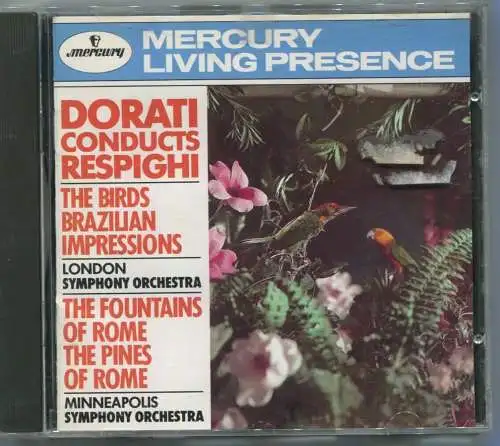 mercury
MERCURY
LIVING PRESENCE
DORATI
CONDUCTS
RESPIGHI
THE BIRDS
BRAZILIAN
IMPRESSIONS
LONDON
SYMPHONY ORCHESTRA
THE FOUNTAINS
OF ROME
THE PINES
OF ROME
MINNEAPOLIS
SYMPHONY ORCHESTRA